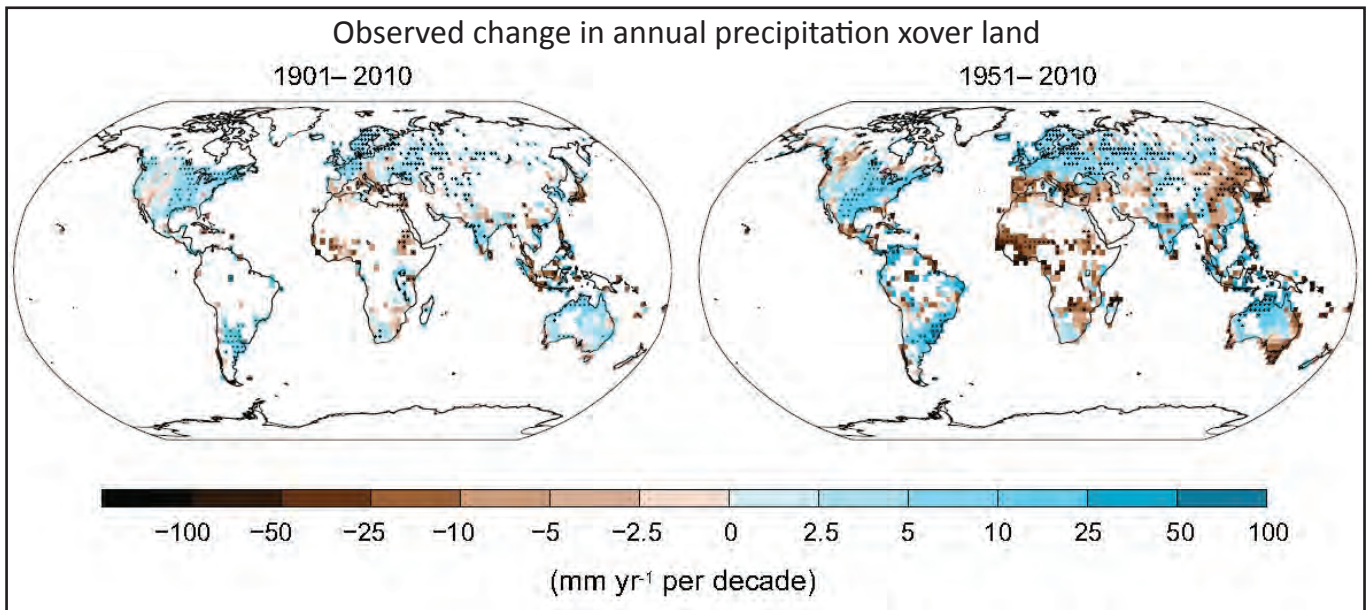 Observed change in annual precipitation xover land
1901– 2010
1951– 2010
−100 −50 −25 −10 −5 −2.5 0 2.5 5 10 25 50 100
(mm yr⁻¹ per decade)